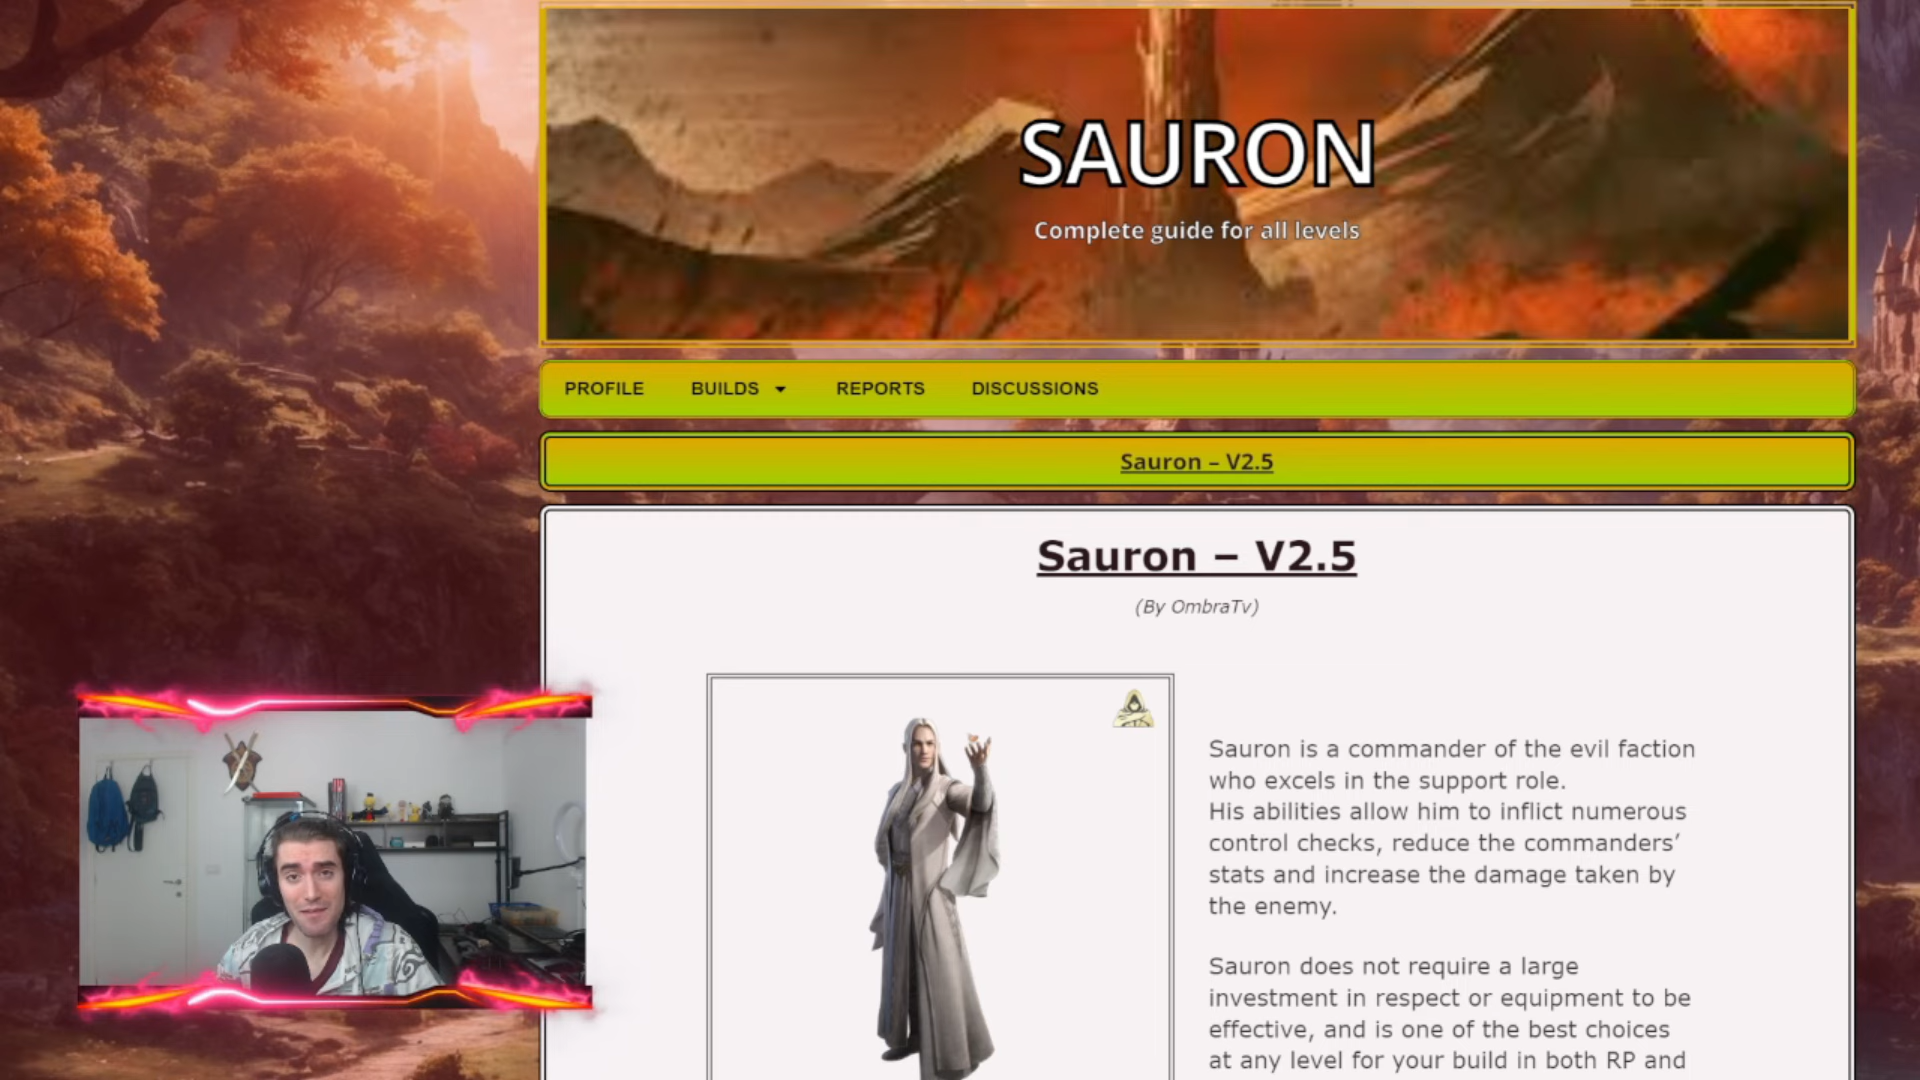 SAURON
Complete guide for all levels
PROFILE
BUILDS
REPORTS
DISCUSSIONS
Sauron – V2.5
Sauron – V2.5
(By OmbraTv)
Sauron is a commander of the evil faction
who excels in the support role.
His abilities allow him to inflict numerous
control checks, reduce the commanders’
stats and increase the damage taken by
the enemy.
Sauron does not require a large
investment in respect or equipment to be
effective, and is one of the best choices
at any level for your build in both RP and